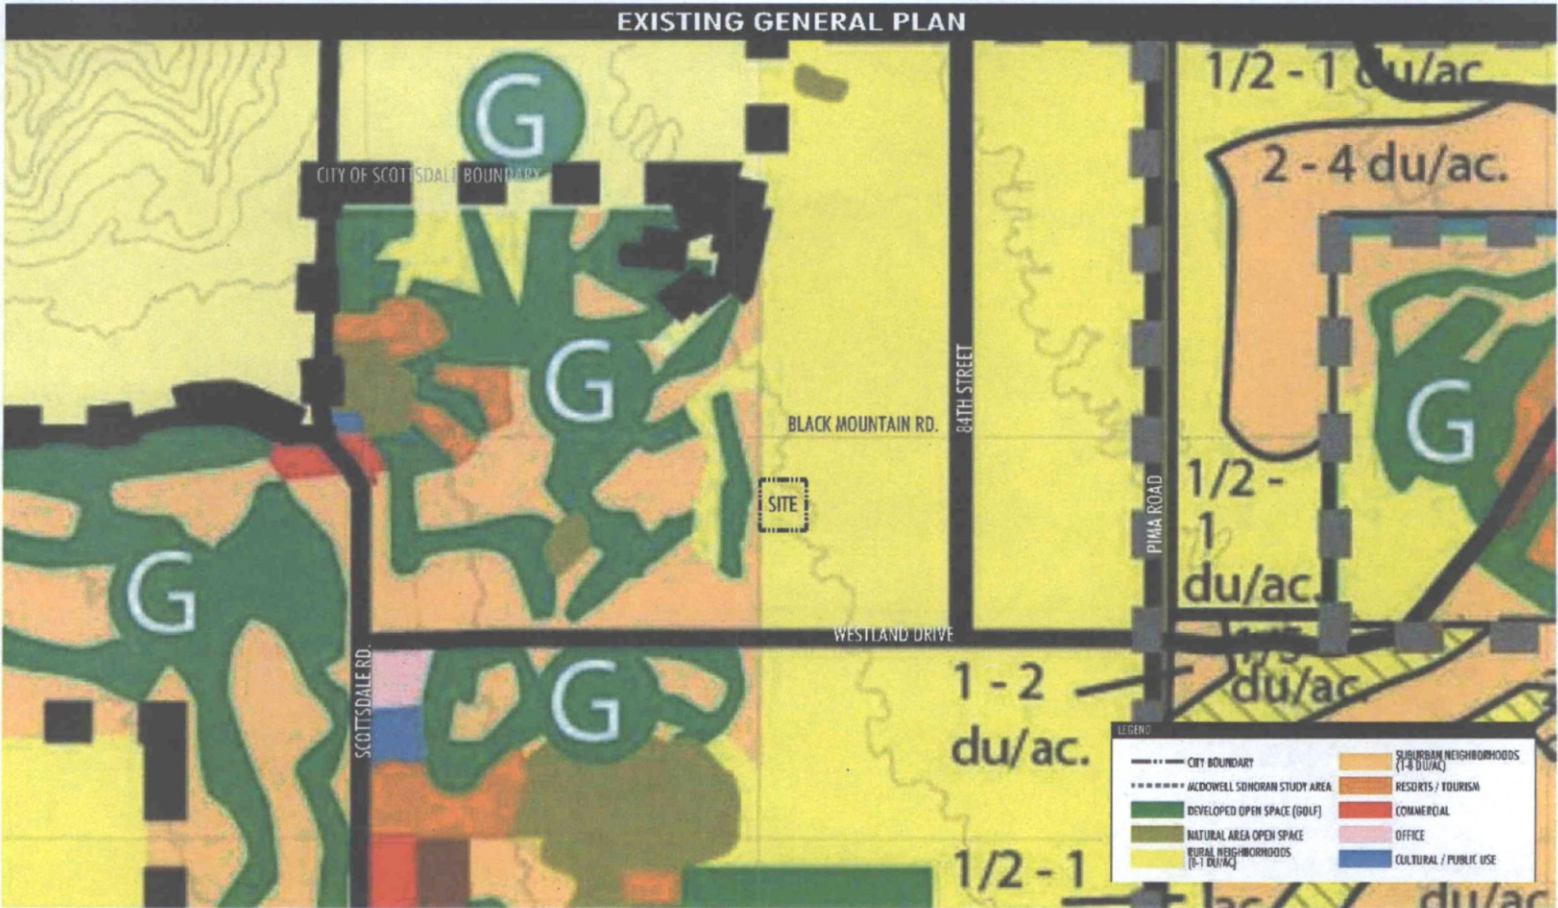 EXISTING GENERAL PLAN
1/2 - 1 du/ac
G
2 - 4 du/ac.
CITY OF SCOTTSDALE BOUNDARY
G
G
84TH STREET
BLACK MOUNTAIN RD.
SITE
1/2 -
1
du/ac.
PIMA ROAD
G
WESTLAND DRIVE
SCOTTSDALE RD.
G
1 - 2
du/ac.
1/5
du/ac
1/2 - 1
du/ac
LEGEND
CITY BOUNDARY
MCDOWELL SONORAN STUDY AREA
DEVELOPED OPEN SPACE (GOLF)
NATURAL AREA OPEN SPACE
RURAL NEIGHBORHOODS
(0-1 DU/AC)
SUBURBAN NEIGHBORHOODS
(1-8 DU/AC)
RESORTS / TOURISM
COMMERCIAL
OFFICE
CULTURAL / PUBLIC USE